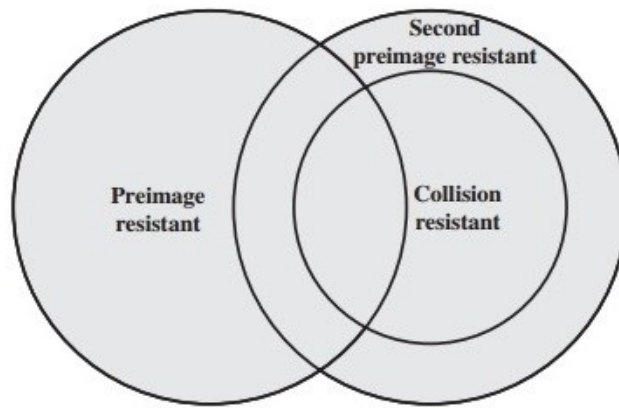 Second
preimage resistant
Preimage
resistant
Collision
resistant